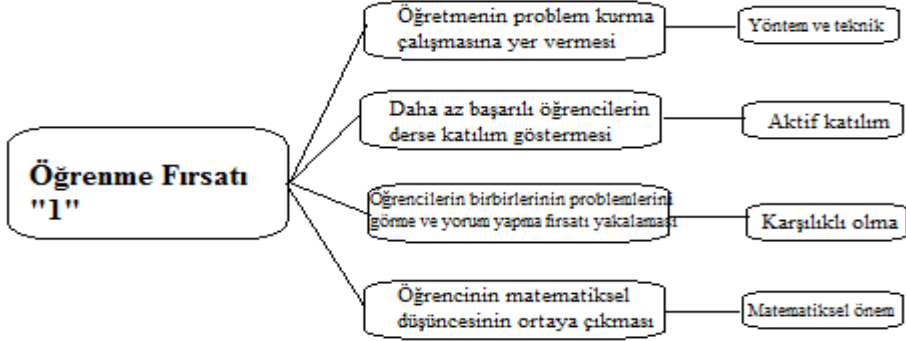 Öğrenme Fırsatı
"1"
Öğretmenin problem kurma
çalışmasına yer vermesi
Yöntem ve teknik
Daha az başarılı öğrencilerin
derse katılım göstermesi
Aktif katılım
Öğrencilerin birbirlerinin problemlerini
görme ve yorum yapma fırsatı yakalaması
Karşılıklı olma
Öğrencinin matematiksel
düşüncesinin ortaya çıkması
Matematiksel önem